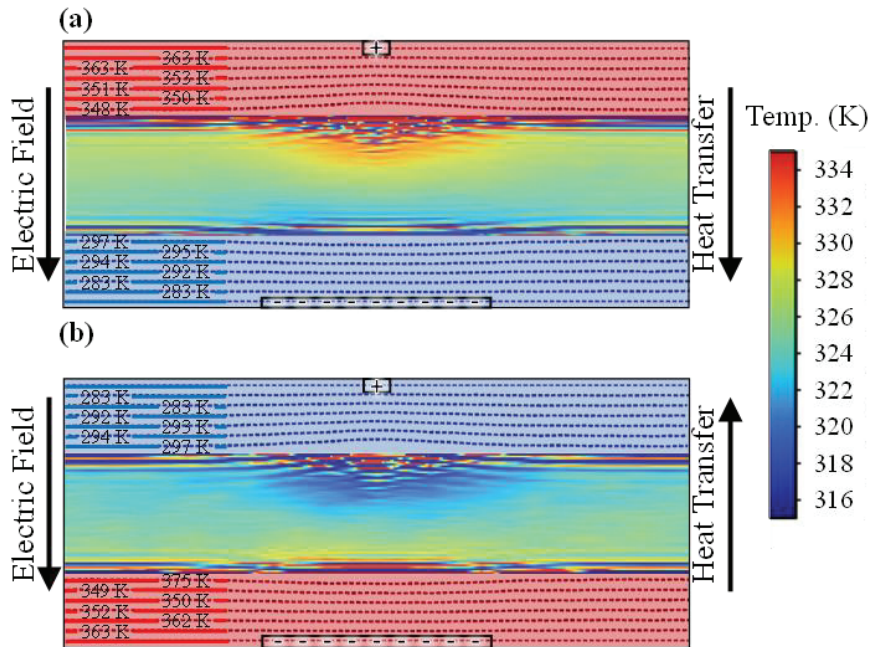 (a)
+
363 K
363 K
353 K
351 K
350 K
348 K
Electric Field
Heat Transfer
297 K
295 K
294 K
292 K
283 K
283 K
- - - - - - - -
Temp. (K)
334
332
330
328
326
324
322
320
318
316
(b)
+
283 K
283 K
292 K
293 K
294 K
297 K
Electric Field
Heat Transfer
375 K
349 K
350 K
352 K
362 K
363 K
- - - - - - - -